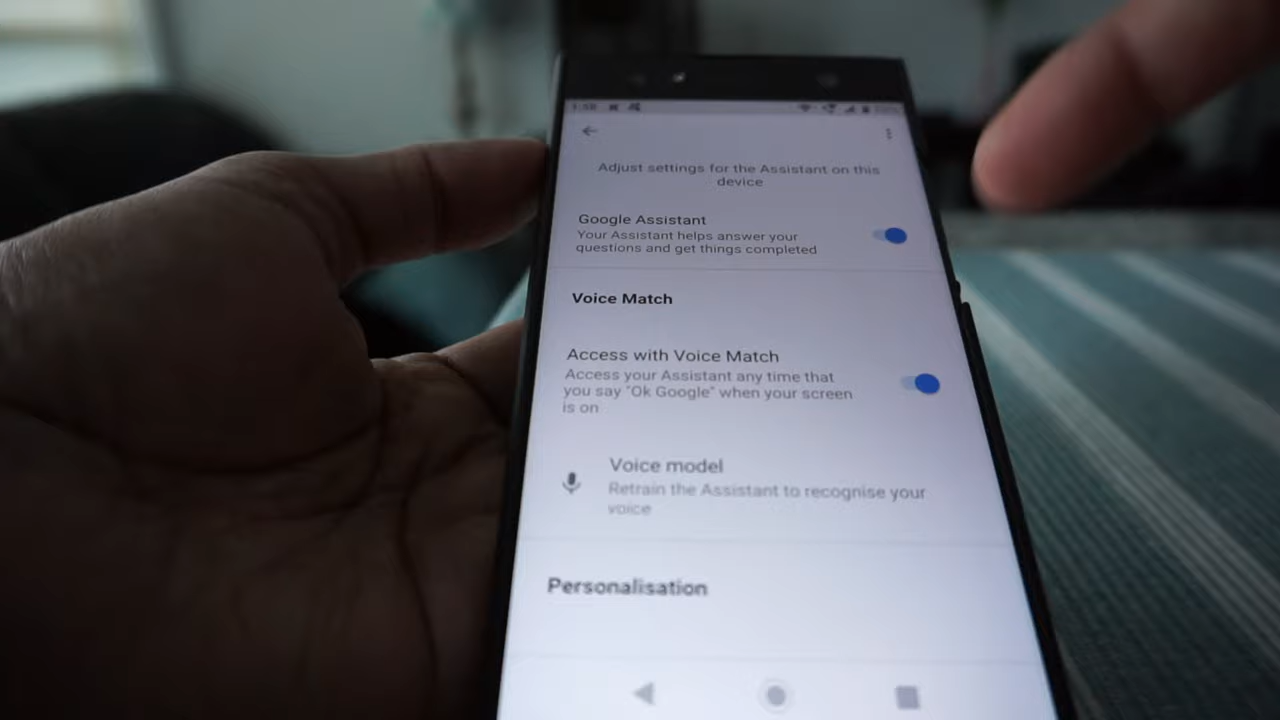 1:58
Adjust settings for the Assistant on this
device
Google Assistant
Your Assistant helps answer your
questions and get things completed
Voice Match
Access with Voice Match
Access your Assistant any time that
you say "Ok Google" when your screen
is on
Voice model
Retrain the Assistant to recognise your
voice
Personalisation